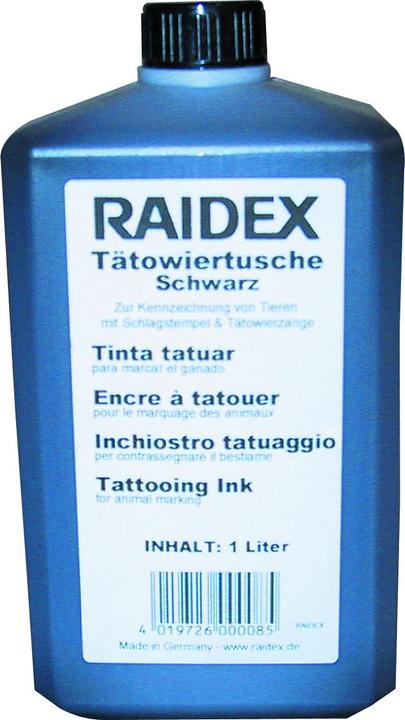 RAIDEX
Tätowiertusche
Schwarz
Zur Kennzeichnung von Tieren
mit Schlagstempel & Tätowierzange
Tinta tatuar
para marcar el ganado
Encre à tatouer
pour le marquage des animaux
Inchiostro tatuaggio
per contrassegnare il bestiame
Tattooing Ink
for animal marking
INHALT: 1 Liter
4 019726 000085
RAIDEX
Made in Germany - www.raidex.de